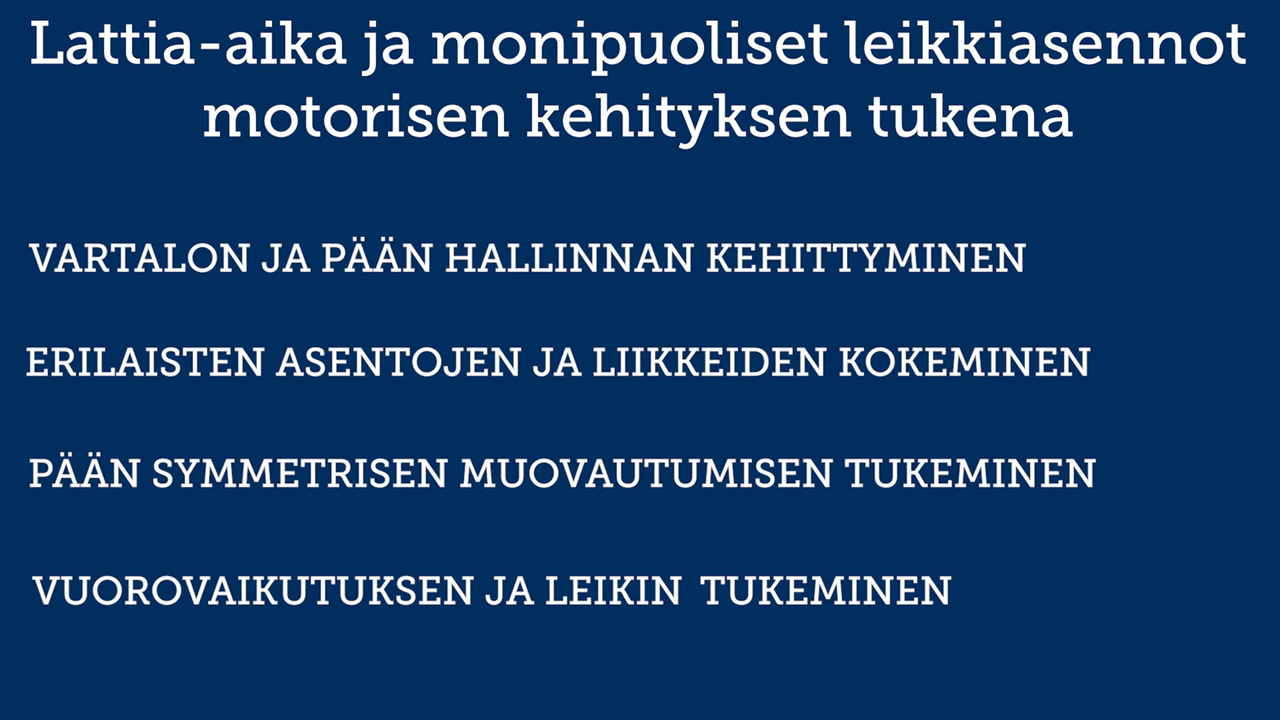 Lattia-aika ja monipuoliset leikkiasennot
motorisen kehityksen tukena
VARTALON JA PÄÄN HALLINNAN KEHITTYMINEN
ERILAISTEN ASENTOJEN JA LIIKKEIDEN KOKEMINEN
PÄÄN SYMMETRISEN MUOVAUTUMISEN TUKEMINEN
VUOROVAIKUTUKSEN JA LEIKIN TUKEMINEN